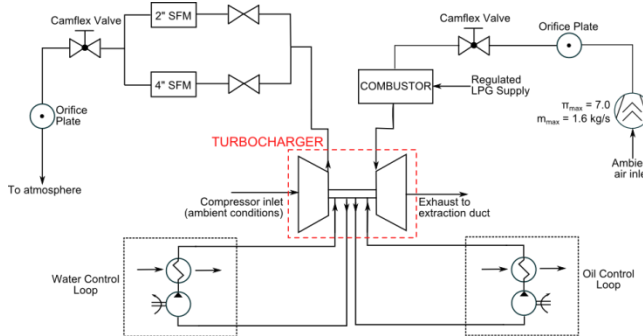 Camflex Valve
2" SFM
4" SFM
Orifice
Plate
To atmosphere
Camflex Valve
Orifice Plate
COMBUSTOR
Regulated
LPG Supply
πmax = 7.0
mmax = 1.6 kg/s
Ambie
air inle
TURBOCHARGER
Compressor inlet
(ambient conditions)
Exhaust to
extraction duct
Water Control
Loop
Oil Control
Loop